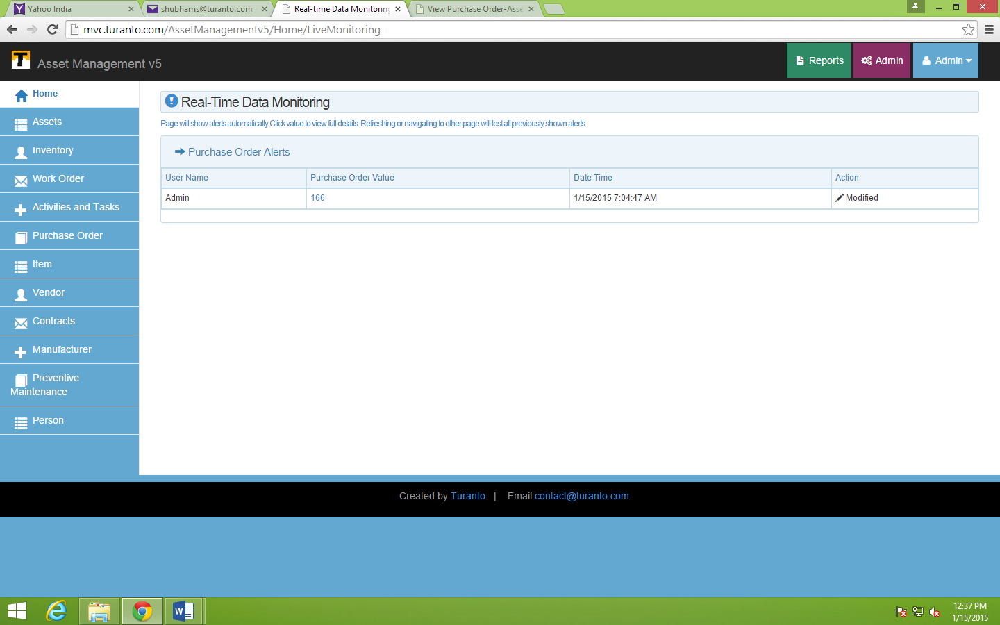 Yahoo India
shubhams@turanto.com
Real-time Data Monitoring
View Purchase Order-Asse
mvc.turanto.com/AssetManagementv5/Home/LiveMonitoring
T Asset Management v5
Reports
Admin
Admin
Home
Assets
Inventory
Work Order
Activities and Tasks
Purchase Order
Item
Vendor
Contracts
Manufacturer
Preventive
Maintenance
Person
Real-Time Data Monitoring
Page will show alerts automatically,Click value to view full details. Refreshing or navigating to other page will lost all previously shown alerts.
Purchase Order Alerts
User Name Purchase Order Value Date Time Action
Admin 166 1/15/2015 7:04:47 AM Modified
Created by Turanto | Email:contact@turanto.com
12:37 PM
1/15/2015